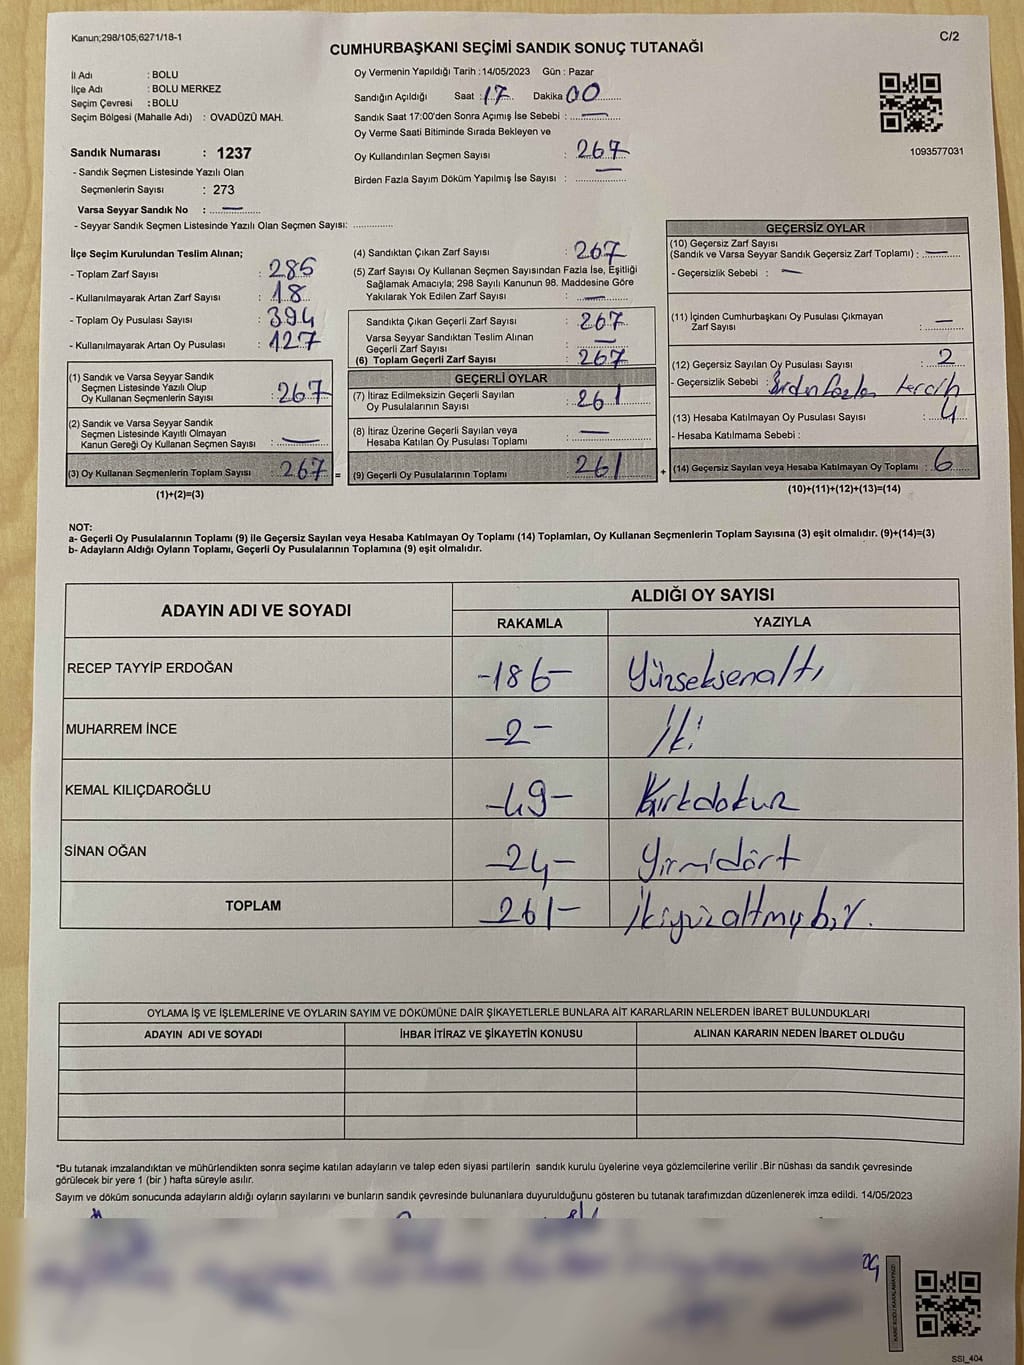 Kanun;298/105;6271/18-1
C/2
CUMHURBAŞKANI SEÇİMİ SANDIK SONUÇ TUTANAĞI
İl Adı : BOLU
İlçe Adı : BOLU MERKEZ
Seçim Çevresi : BOLU
Seçim Bölgesi (Mahalle Adı) : OVADÜZÜ MAH.
Oy Vermenin Yapıldığı Tarih :14/05/2023 Gün : Pazar
Sandığın Açıldığı Saat : 17 Dakika 00
Sandık Saat 17:00'den Sonra Açımış İse Sebebi : —
Oy Verme Saati Bitiminde Sırada Bekleyen ve
Oy Kullandırılan Seçmen Sayısı : 267
Birden Fazla Sayım Döküm Yapılmış İse Sayısı : —
1093577031
Sandık Numarası : 1237
- Sandık Seçmen Listesinde Yazılı Olan
Seçmenlerin Sayısı : 273
Varsa Seyyar Sandık No : —
- Seyyar Sandık Seçmen Listesinde Yazılı Olan Seçmen Sayısı: ..............
İlçe Seçim Kurulundan Teslim Alınan;
- Toplam Zarf Sayısı : 285
- Kullanılmayarak Artan Zarf Sayısı : 18
- Toplam Oy Pusulası Sayısı : 394
- Kullanılmayarak Artan Oy Pusulası : 127
(1) Sandık ve Varsa Seyyar Sandık
Seçmen Listesinde Yazılı Olup
Oy Kullanan Seçmenlerin Sayısı : 267
(2) Sandık ve Varsa Seyyar Sandık
Seçmen Listesinde Kayıtlı Olmayan
Kanun Gereği Oy Kullanan Seçmen Sayısı : —
(3) Oy Kullanan Seçmenlerin Toplam Sayısı : 267 =
(1)+(2)=(3)
(4) Sandıktan Çıkan Zarf Sayısı : 267
(5) Zarf Sayısı Oy Kullanan Seçmen Sayısından Fazla İse, Eşitliği
Sağlamak Amacıyla; 298 Sayılı Kanunun 98. Maddesine Göre
Yakılarak Yok Edilen Zarf Sayısı : —
Sandıkta Çıkan Geçerli Zarf Sayısı : 267
Varsa Seyyar Sandıktan Teslim Alınan
Geçerli Zarf Sayısı : —
(6) Toplam Geçerli Zarf Sayısı : 267
GEÇERLİ OYLAR
(7) İtiraz Edilmeksizin Geçerli Sayılan
Oy Pusulalarının Sayısı : 261
(8) İtiraz Üzerine Geçerli Sayılan veya
Hesaba Katılan Oy Pusulası Toplamı : —
(9) Geçerli Oy Pusulalarının Toplamı : 261 +
GEÇERSİZ OYLAR
(10) Geçersiz Zarf Sayısı
(Sandık ve Varsa Seyyar Sandık Geçersiz Zarf Toplamı) : —
- Geçersizlik Sebebi : —
(11) İçinden Cumhurbaşkanı Oy Pusulası Çıkmayan
Zarf Sayısı : —
(12) Geçersiz Sayılan Oy Pusulası Sayısı : 2
- Geçersizlik Sebebi : Birden fazla tercih
(13) Hesaba Katılmayan Oy Pusulası Sayısı : 4
- Hesaba Katılmama Sebebi :
(14) Geçersiz Sayılan veya Hesaba Katılmayan Oy Toplamı : 6
(10)+(11)+(12)+(13)=(14)
NOT:
a- Geçerli Oy Pusulalarının Toplamı (9) ile Geçersiz Sayılan veya Hesaba Katılmayan Oy Toplamı (14) Toplamları, Oy Kullanan Seçmenlerin Toplam Sayısına (3) eşit olmalıdır. (9)+(14)=(3)
b- Adayların Aldığı Oyların Toplamı, Geçerli Oy Pusulalarının Toplamına (9) eşit olmalıdır.
ADAYIN ADI VE SOYADI ALDIĞI OY SAYISI
RAKAMLA YAZIYLA
RECEP TAYYİP ERDOĞAN -186- Yüzseksenaltı
MUHARREM İNCE -2- İki
KEMAL KILIÇDAROĞLU -49- Kırkdokuz
SİNAN OĞAN -24- Yirmidört
TOPLAM -261- İkiyüzaltmışbir.
OYLAMA İŞ VE İŞLEMLERİNE VE OYLARIN SAYIM VE DÖKÜMÜNE DAİR ŞİKAYETLERLE BUNLARA AİT KARARLARIN NELERDEN İBARET BULUNDUKLARI
ADAYIN ADI VE SOYADI İHBAR İTİRAZ VE ŞİKAYETİN KONUSU ALINAN KARARIN NEDEN İBARET OLDUĞU
*Bu tutanak imzalandıktan ve mühürlendikten sonra seçime katılan adayların ve talep eden siyasi partilerin sandık kurulu üyelerine veya gözlemcilerine verilir .Bir nüshası da sandık çevresinde
görülecek bir yere 1 (bir ) hafta süreyle asılır.
Sayım ve döküm sonucunda adayların aldığı oyların sayılarını ve bunların sandık çevresinde bulunanlara duyurulduğunu gösteren bu tutanak tarafımızdan düzenlenerek imza edildi. 14/05/2023
SSI_404